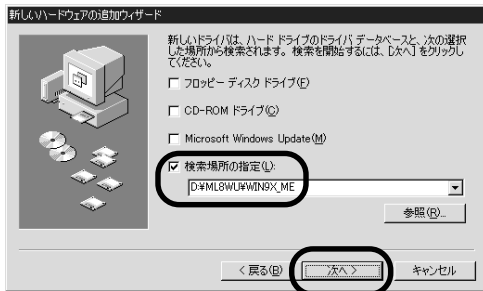 新しいハードウェアの追加ウィザード
新しいドライバは、ハード ドライブのドライバ データベースと、次の選択
した場所から検索されます。 検索を開始するには、[次へ] をクリックし
てください。
フロッピー ディスク ドライブ(F)
CD-ROM ドライブ(C)
Microsoft Windows Update(M)
検索場所の指定(L):
D:¥ML8WU¥WIN9X_ME
参照(R)...
< 戻る(B)
次へ >
キャンセル